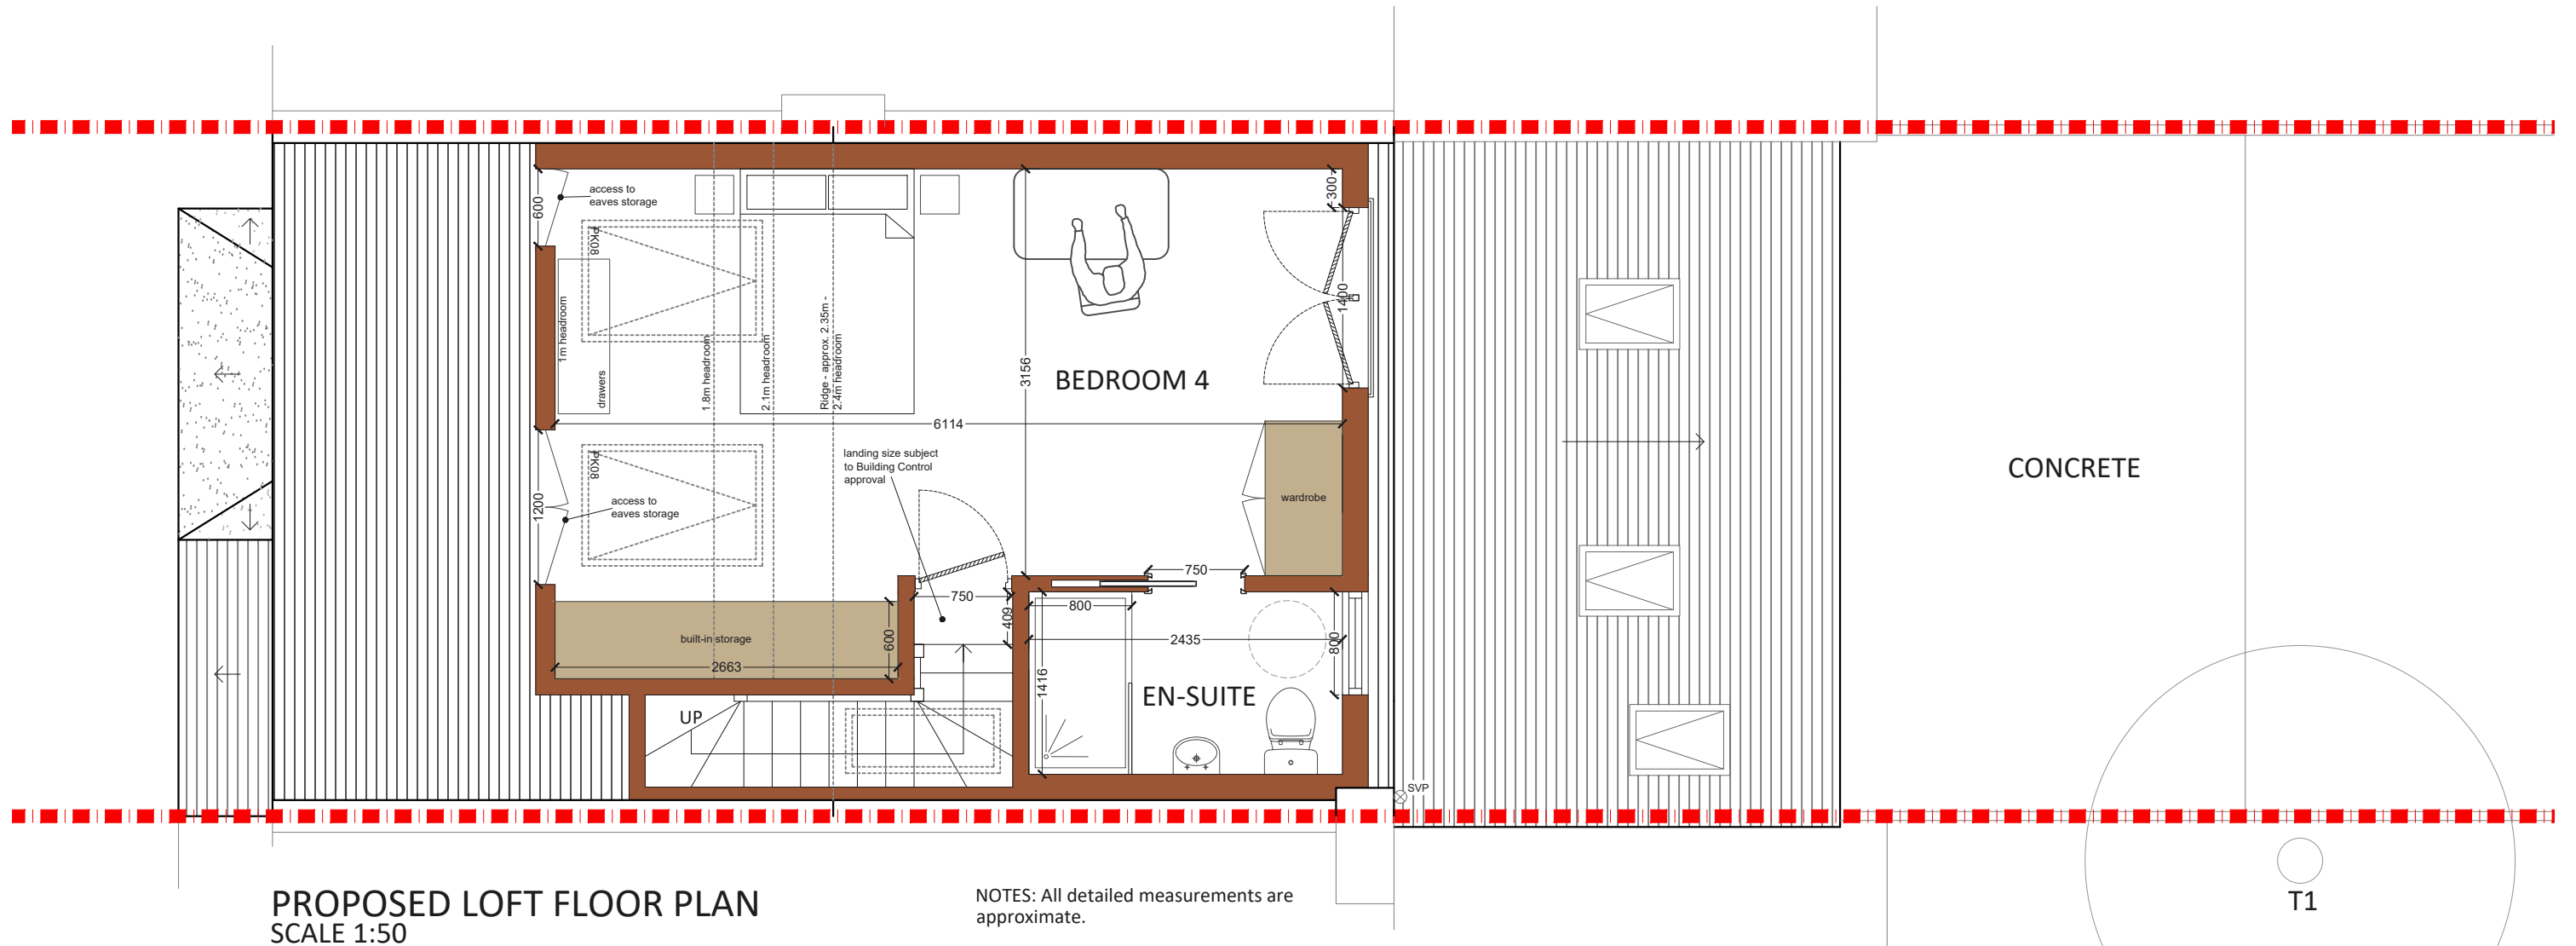 access to
eaves storage
600
300
PK08
1m headroom
drawers
1.8m headroom
2.1m headroom
Ridge - approx. 2.35m -
2.4m headroom
3156
1400
BEDROOM 4
6114
landing size subject
to Building Control
approval
PK08
1200
access to
eaves storage
wardrobe
CONCRETE
750
750
800
409
600
built-in storage
2663
2435
800
1416
EN-SUITE
UP
SVP
PROPOSED LOFT FLOOR PLAN
SCALE 1:50
NOTES: All detailed measurements are
approximate.
T1